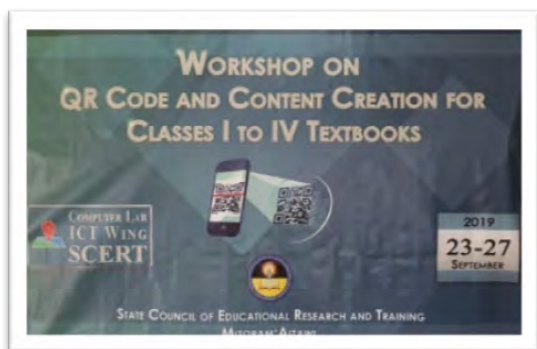 WORKSHOP ON
QR CODE AND CONTENT CREATION FOR
CLASSES I TO IV TEXTBOOKS
COMPUTER LAB
ICT WING
SCERT
2019
23-27
SEPTEMBER
STATE COUNCIL OF EDUCATIONAL RESEARCH AND TRAINING
MIZORAM: AIZAWL